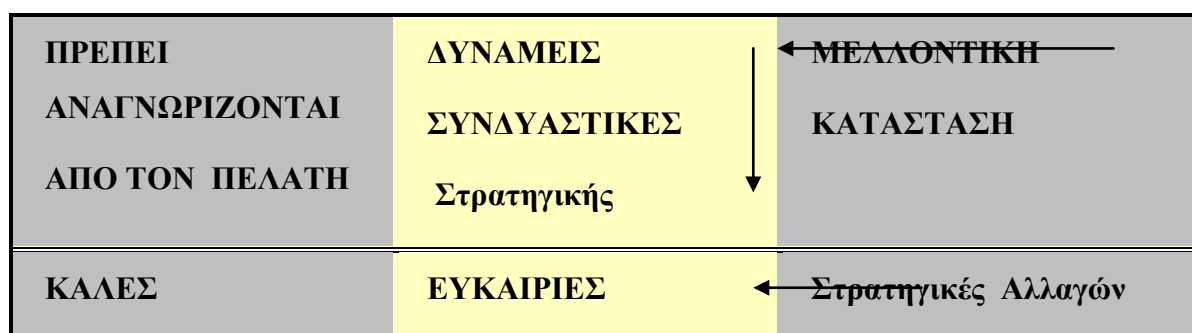 ΠΡΕΠΕΙ
ΑΝΑΓΝΩΡΙΖΟΝΤΑΙ
ΑΠΟ ΤΟΝ ΠΕΛΑΤΗ
ΔΥΝΑΜΕΙΣ
ΣΥΝΔΥΑΣΤΙΚΕΣ
Στρατηγικής
ΜΕΛΛΟΝΤΙΚΗ
ΚΑΤΑΣΤΑΣΗ
ΚΑΛΕΣ
ΕΥΚΑΙΡΙΕΣ
Στρατηγικές Αλλαγών